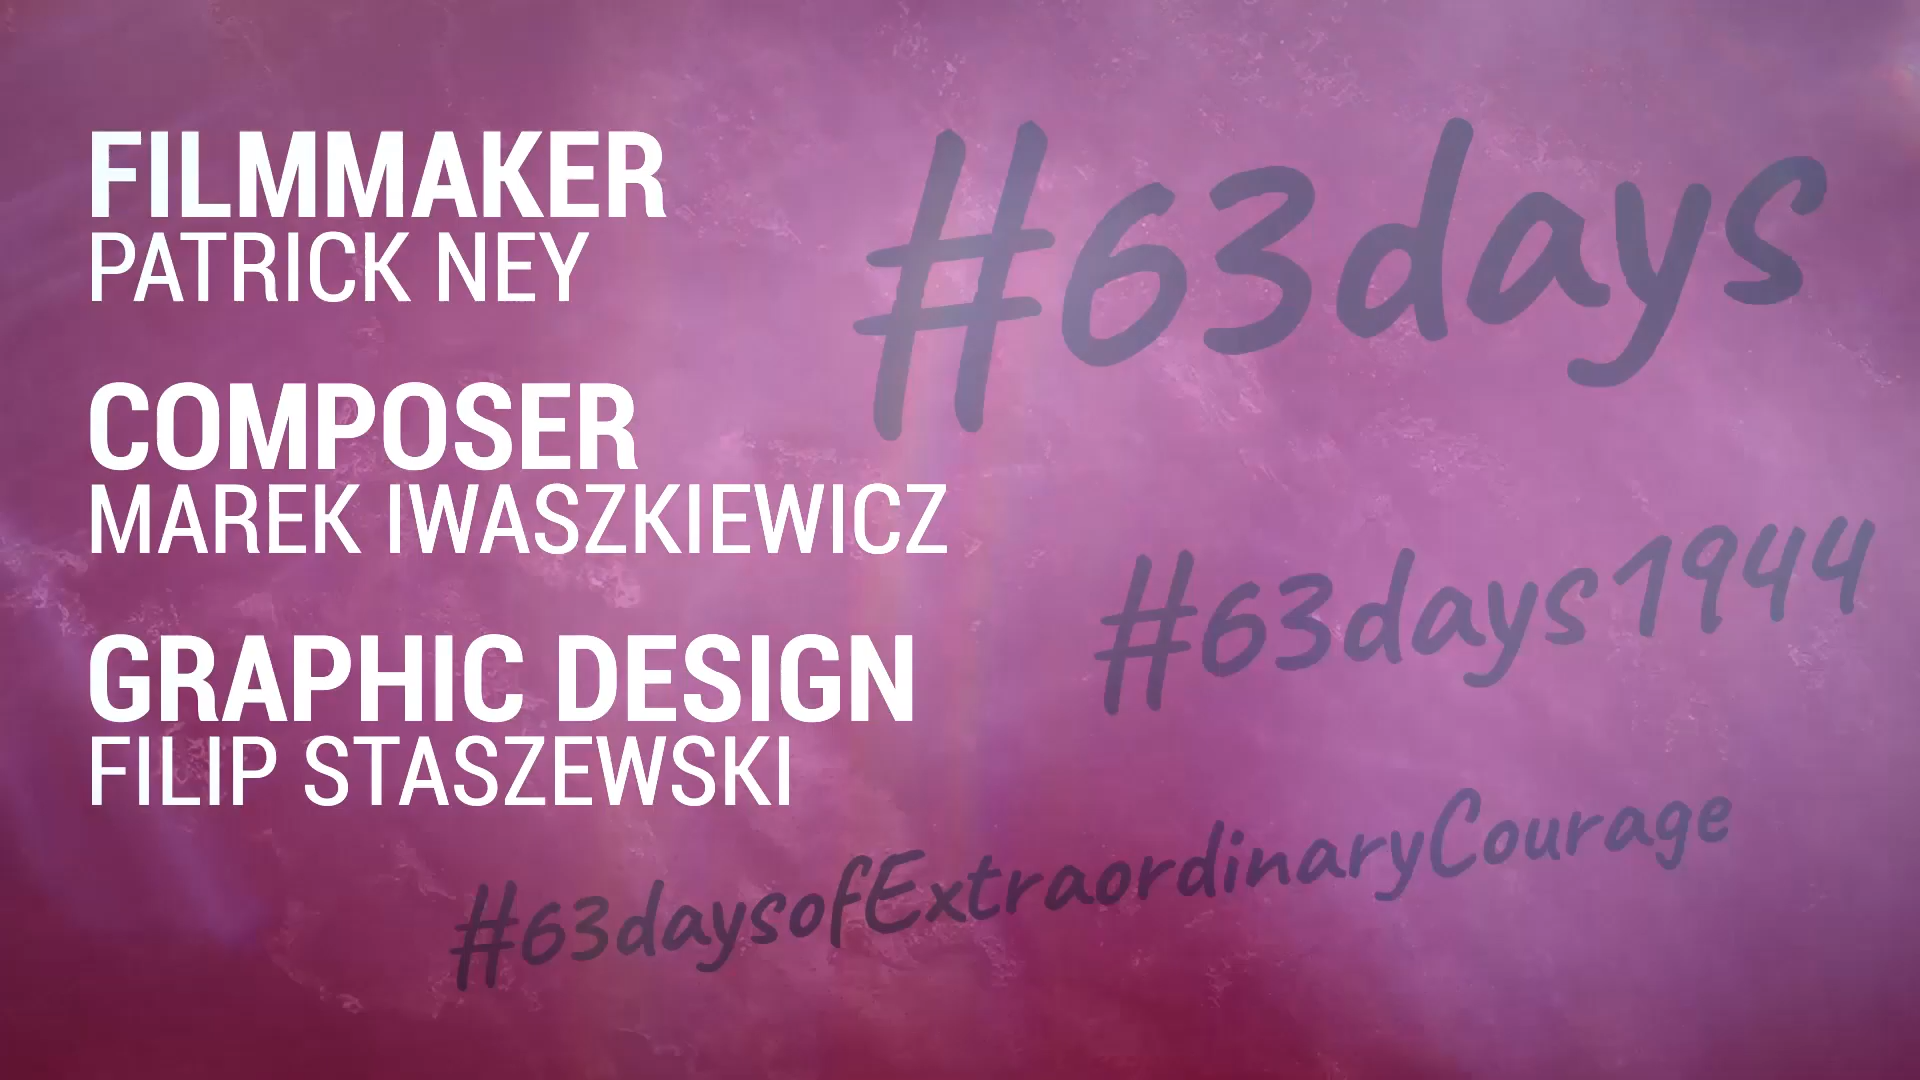 FILMMAKER
PATRICK NEY
COMPOSER
MAREK IWASZKIEWICZ
GRAPHIC DESIGN
FILIP STASZEWSKI
#63days
#63days1944
#63daysofExtraordinaryCourage